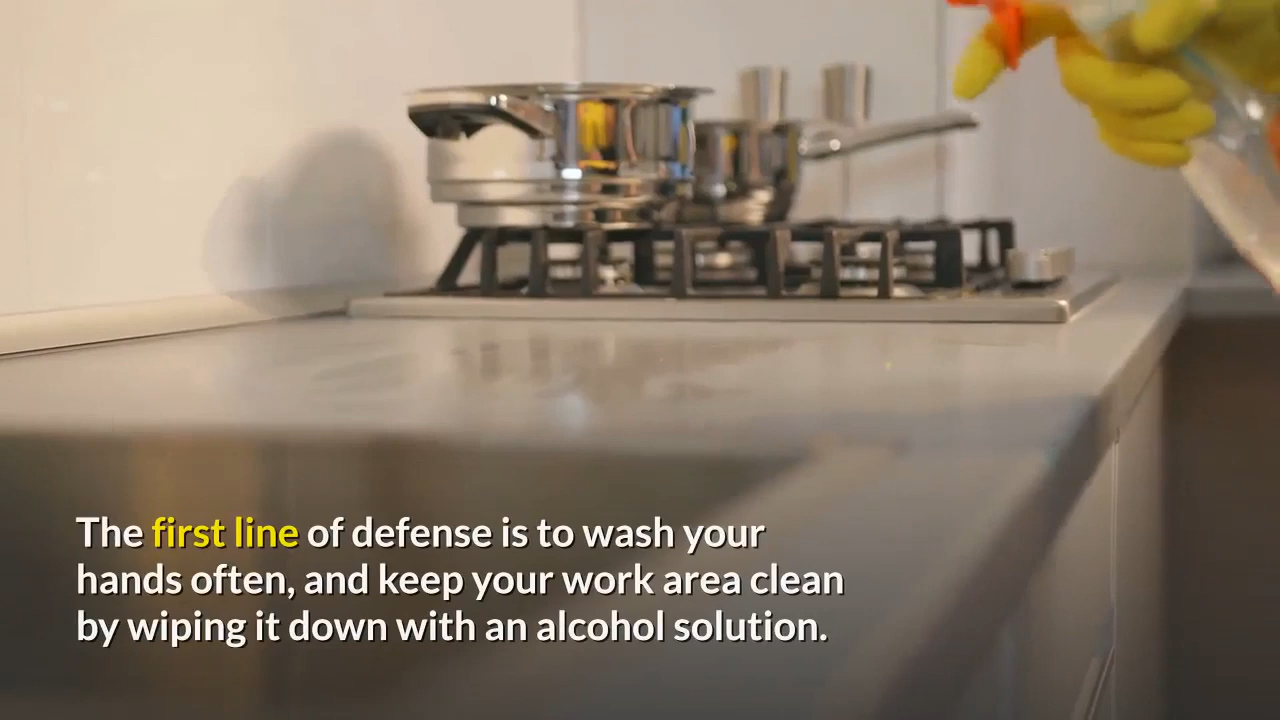 The first line of defense is to wash your
hands often, and keep your work area clean
by wiping it down with an alcohol solution.